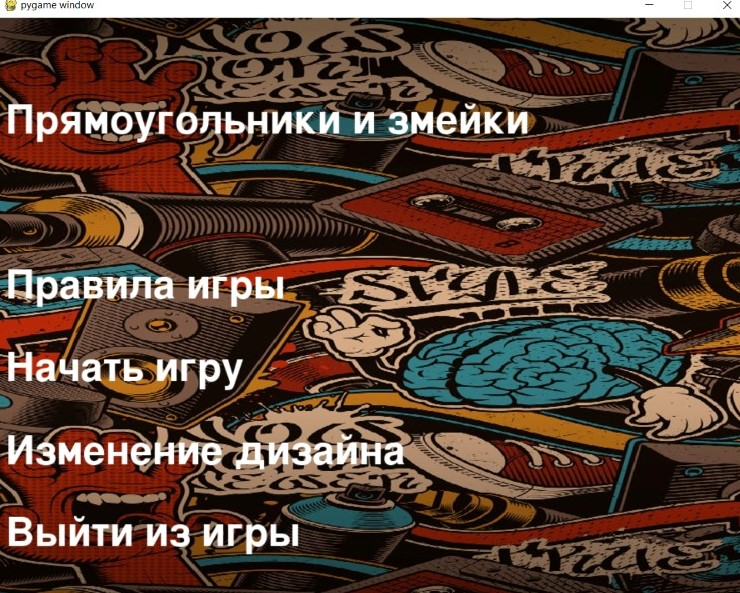 pygame window
Прямоугольники и змейки
Правила игры
Начать игру
Изменение дизайна
Выйти из игры